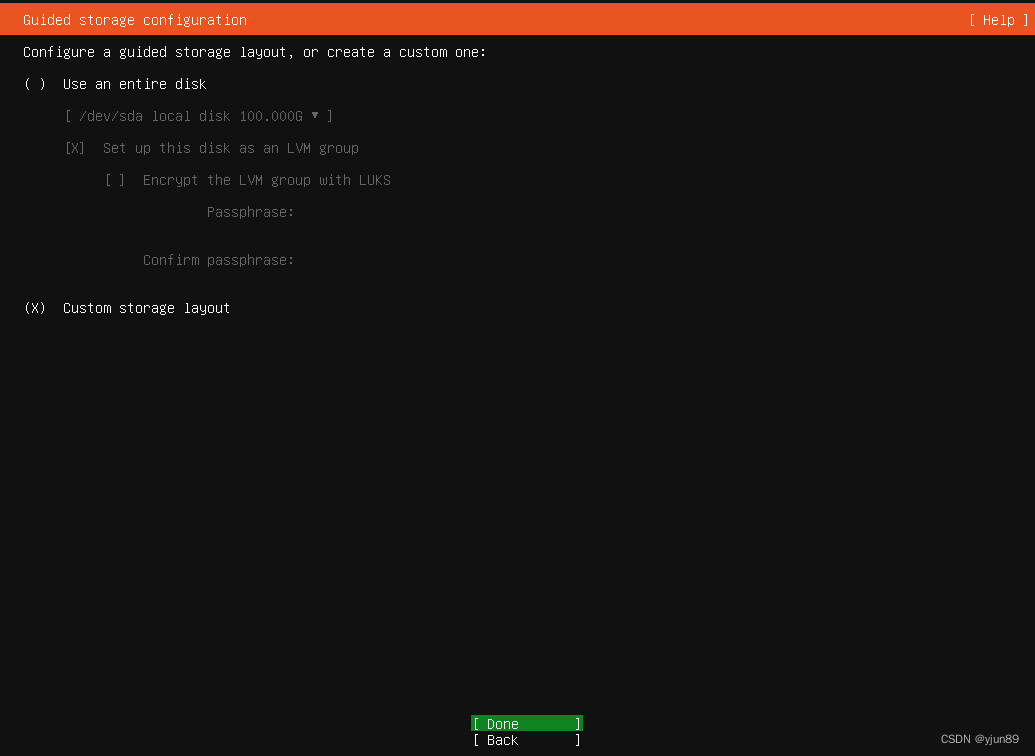 Guided storage configuration [ Help ]
Configure a guided storage layout, or create a custom one:
( ) Use an entire disk
[ /dev/sda local disk 100.000G ▾ ]
[X] Set up this disk as an LVM group
[ ] Encrypt the LVM group with LUKS
Passphrase:
Confirm passphrase:
(X) Custom storage layout
[ Done ]
[ Back ]
CSDN @yjun89